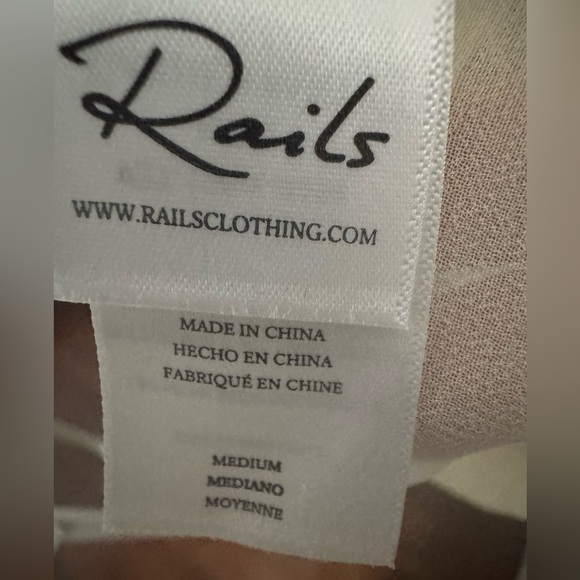 Rails
WWW.RAILSCLOTHING.COM
MADE IN CHINA
HECHO EN CHINA
FABRIQUÉ EN CHINE
MEDIUM
MEDIANO
MOYENNE